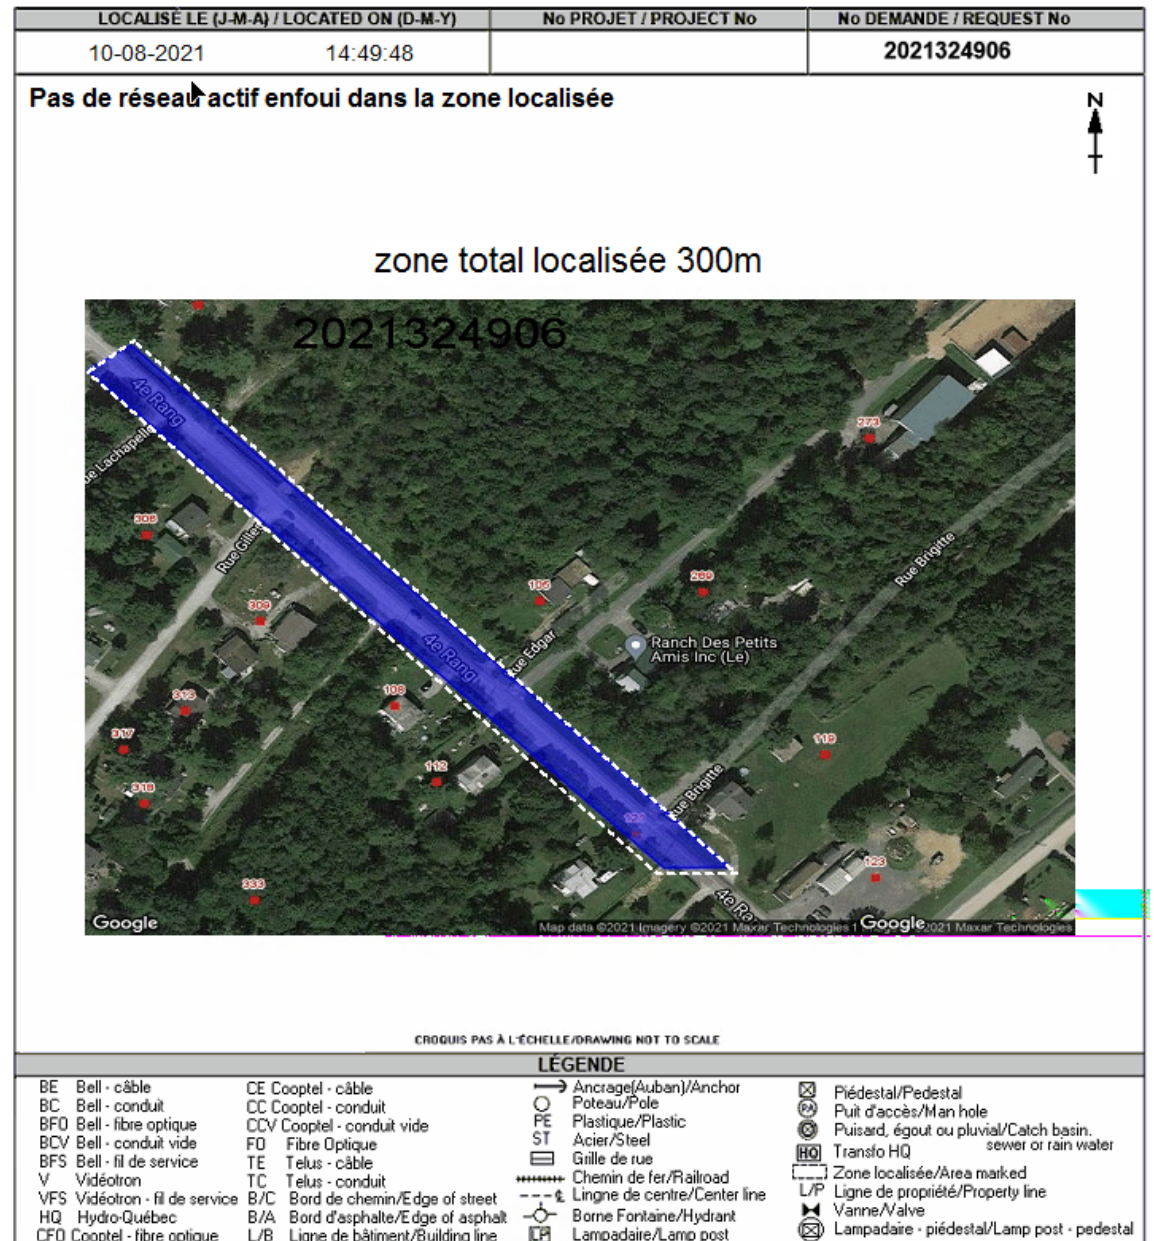 LOCALISÉ LE (J-M-A) / LOCATED ON (D-M-Y) No PROJET / PROJECT No No DEMANDE / REQUEST No
10-08-2021 14:49:48 2021324906
Pas de réseau actif enfoui dans la zone localisée
N
zone total localisée 300m
2021324906
4e Rang
Lachapelle
273
306
Rue Gilles
Rue Brigitte
105
289
309
4e Rang
Rue Edgar
Ranch Des Petits
Amis Inc (Le)
313
108
317
119
112
318
Rue Brigitte
121
123
333
4e Ra
Google Map data ©2021 Imagery ©2021 Maxar Technologies Google ©2021 Maxar Technologies
CROQUIS PAS À L'ÉCHELLE/DRAWING NOT TO SCALE
LÉGENDE
BE Bell - câble
BC Bell - conduit
BFO Bell - fibre optique
BCV Bell - conduit vide
BFS Bell - fil de service
V Vidéotron
VFS Vidéotron - fil de service
HQ Hydro-Québec
CFO Cooptel - fibre optique
CE Cooptel - câble
CC Cooptel - conduit
CCV Cooptel - conduit vide
FO Fibre Optique
TE Telus - câble
TC Telus - conduit
B/C Bord de chemin/Edge of street
B/A Bord d'asphalte/Edge of asphalt
L/B Ligne de bâtiment/Building line
Ancrage(Auban)/Anchor
Poteau/Pole
PE Plastique/Plastic
ST Acier/Steel
Grille de rue
Chemin de fer/Railroad
Lingne de centre/Center line
Borne Fontaine/Hydrant
LP Lampadaire/Lamp post
Piédestal/Pedestal
PA Puit d'accès/Man hole
Puisard, égout ou pluvial/Catch basin.
sewer or rain water
HQ Transfo HQ
Zone localisée/Area marked
L/P Ligne de propriété/Property line
Vanne/Valve
Lampadaire - piédestal/Lamp post - pedestal